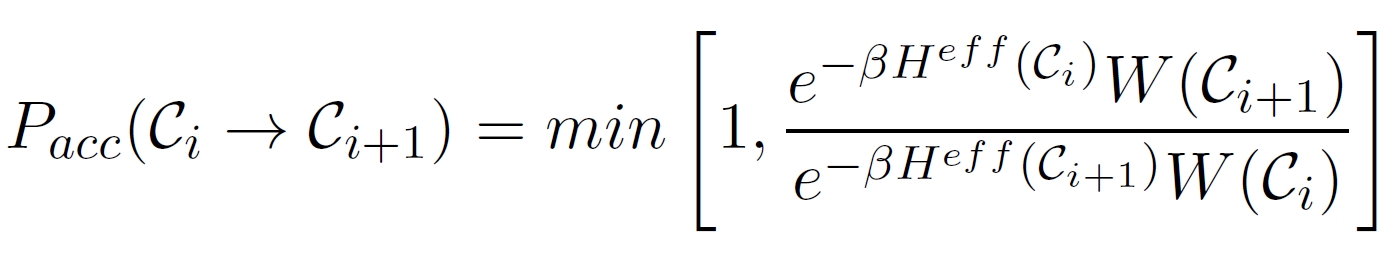 P_{acc}(\mathcal{C}_i \to \mathcal{C}_{i+1}) = min \left[ 1, \frac{e^{-\beta H^{eff}(\mathcal{C}_i)} W(\mathcal{C}_{i+1})}{e^{-\beta H^{eff}(\mathcal{C}_{i+1})} W(\mathcal{C}_i)} \right]